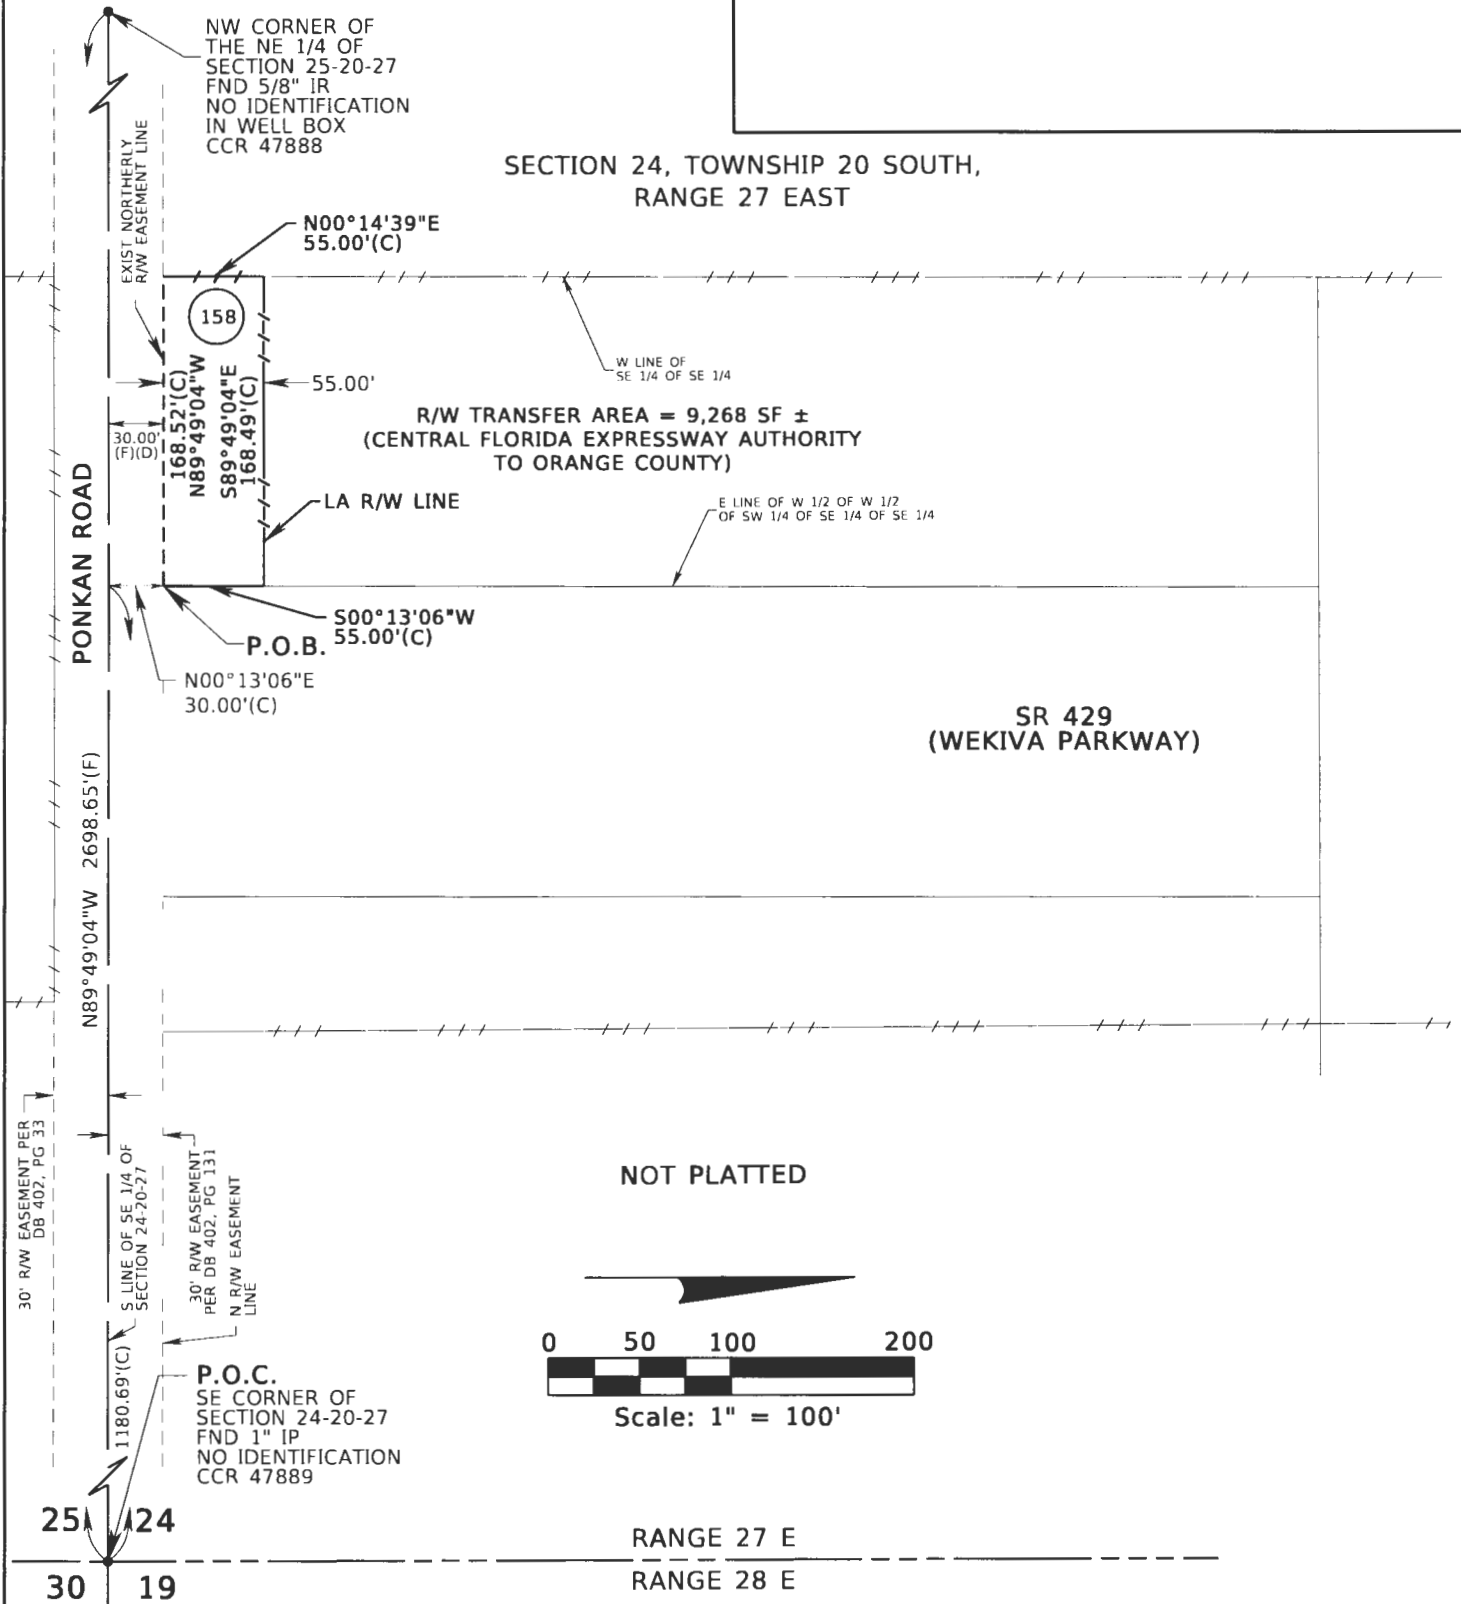 NW CORNER OF
THE NE 1/4 OF
SECTION 25-20-27
FND 5/8" IR
NO IDENTIFICATION
IN WELL BOX
CCR 47888
EXIST NORTHERLY
R/W EASEMENT LINE
SECTION 24, TOWNSHIP 20 SOUTH,
RANGE 27 EAST
N00°14'39"E
55.00'(C)
158
168.52'(C)
N89°49'04"W
S89°49'04"E
168.49'(C)
55.00'
30.00'
(F)(D)
W LINE OF
SE 1/4 OF SE 1/4
R/W TRANSFER AREA = 9,268 SF ±
(CENTRAL FLORIDA EXPRESSWAY AUTHORITY
TO ORANGE COUNTY)
LA R/W LINE
E LINE OF W 1/2 OF W 1/2
OF SW 1/4 OF SE 1/4 OF SE 1/4
PONKAN ROAD
S00°13'06"W
55.00'(C)
P.O.B.
N00°13'06"E
30.00'(C)
SR 429
(WEKIVA PARKWAY)
N89°49'04"W 2698.65'(F)
30' R/W EASEMENT PER
DB 402, PG 33
S LINE OF SE 1/4 OF
SECTION 24-20-27
30' R/W EASEMENT
PER DB 402, PG 131
N R/W EASEMENT
LINE
NOT PLATTED
0 50 100 200
Scale: 1" = 100'
1180.69'(C)
P.O.C.
SE CORNER OF
SECTION 24-20-27
FND 1" IP
NO IDENTIFICATION
CCR 47889
25 24
RANGE 27 E
30 19
RANGE 28 E